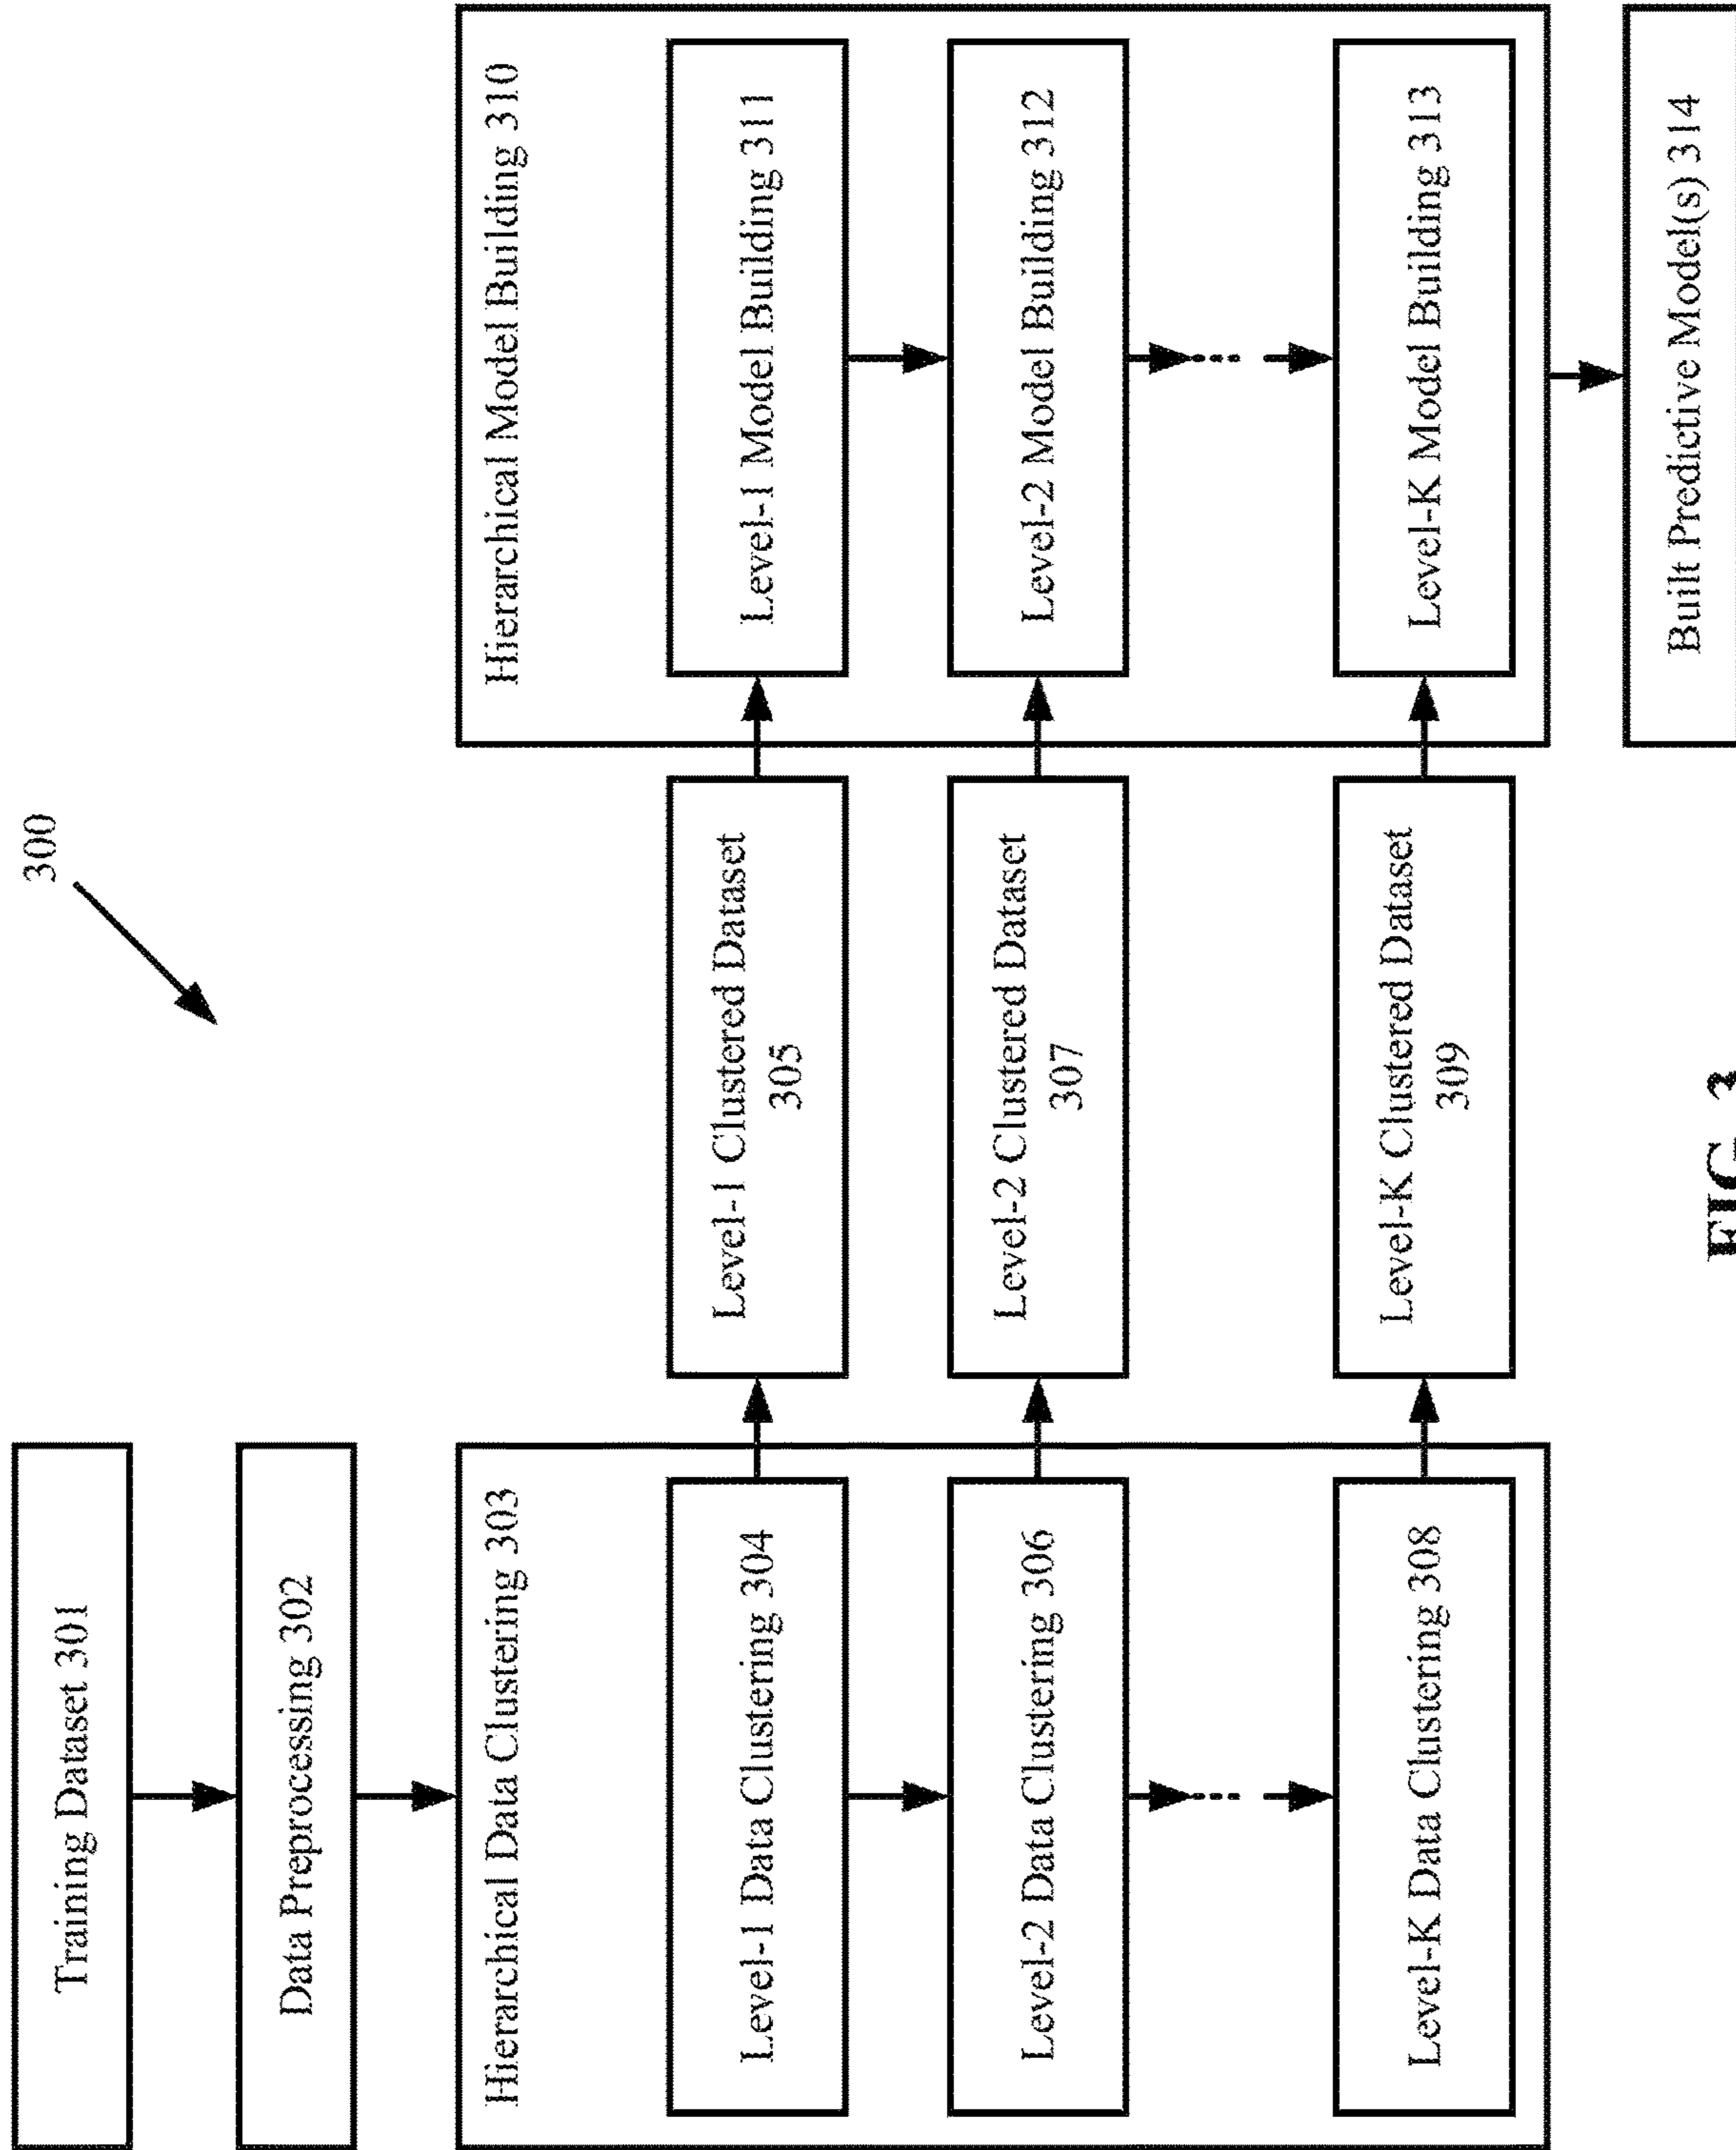 300
Training Dataset 301
Data Preprocessing 302
Hierarchical Data Clustering 303
Level-1 Data Clustering 304
Level-2 Data Clustering 306
Level-K Data Clustering 308
Level-1 Clustered Dataset
305
Level-2 Clustered Dataset
307
Level-K Clustered Dataset
309
Hierarchical Model Building 310
Level-1 Model Building 311
Level-2 Model Building 312
Level-K Model Building 313
Built Predictive Model(s) 314
FIG. 3